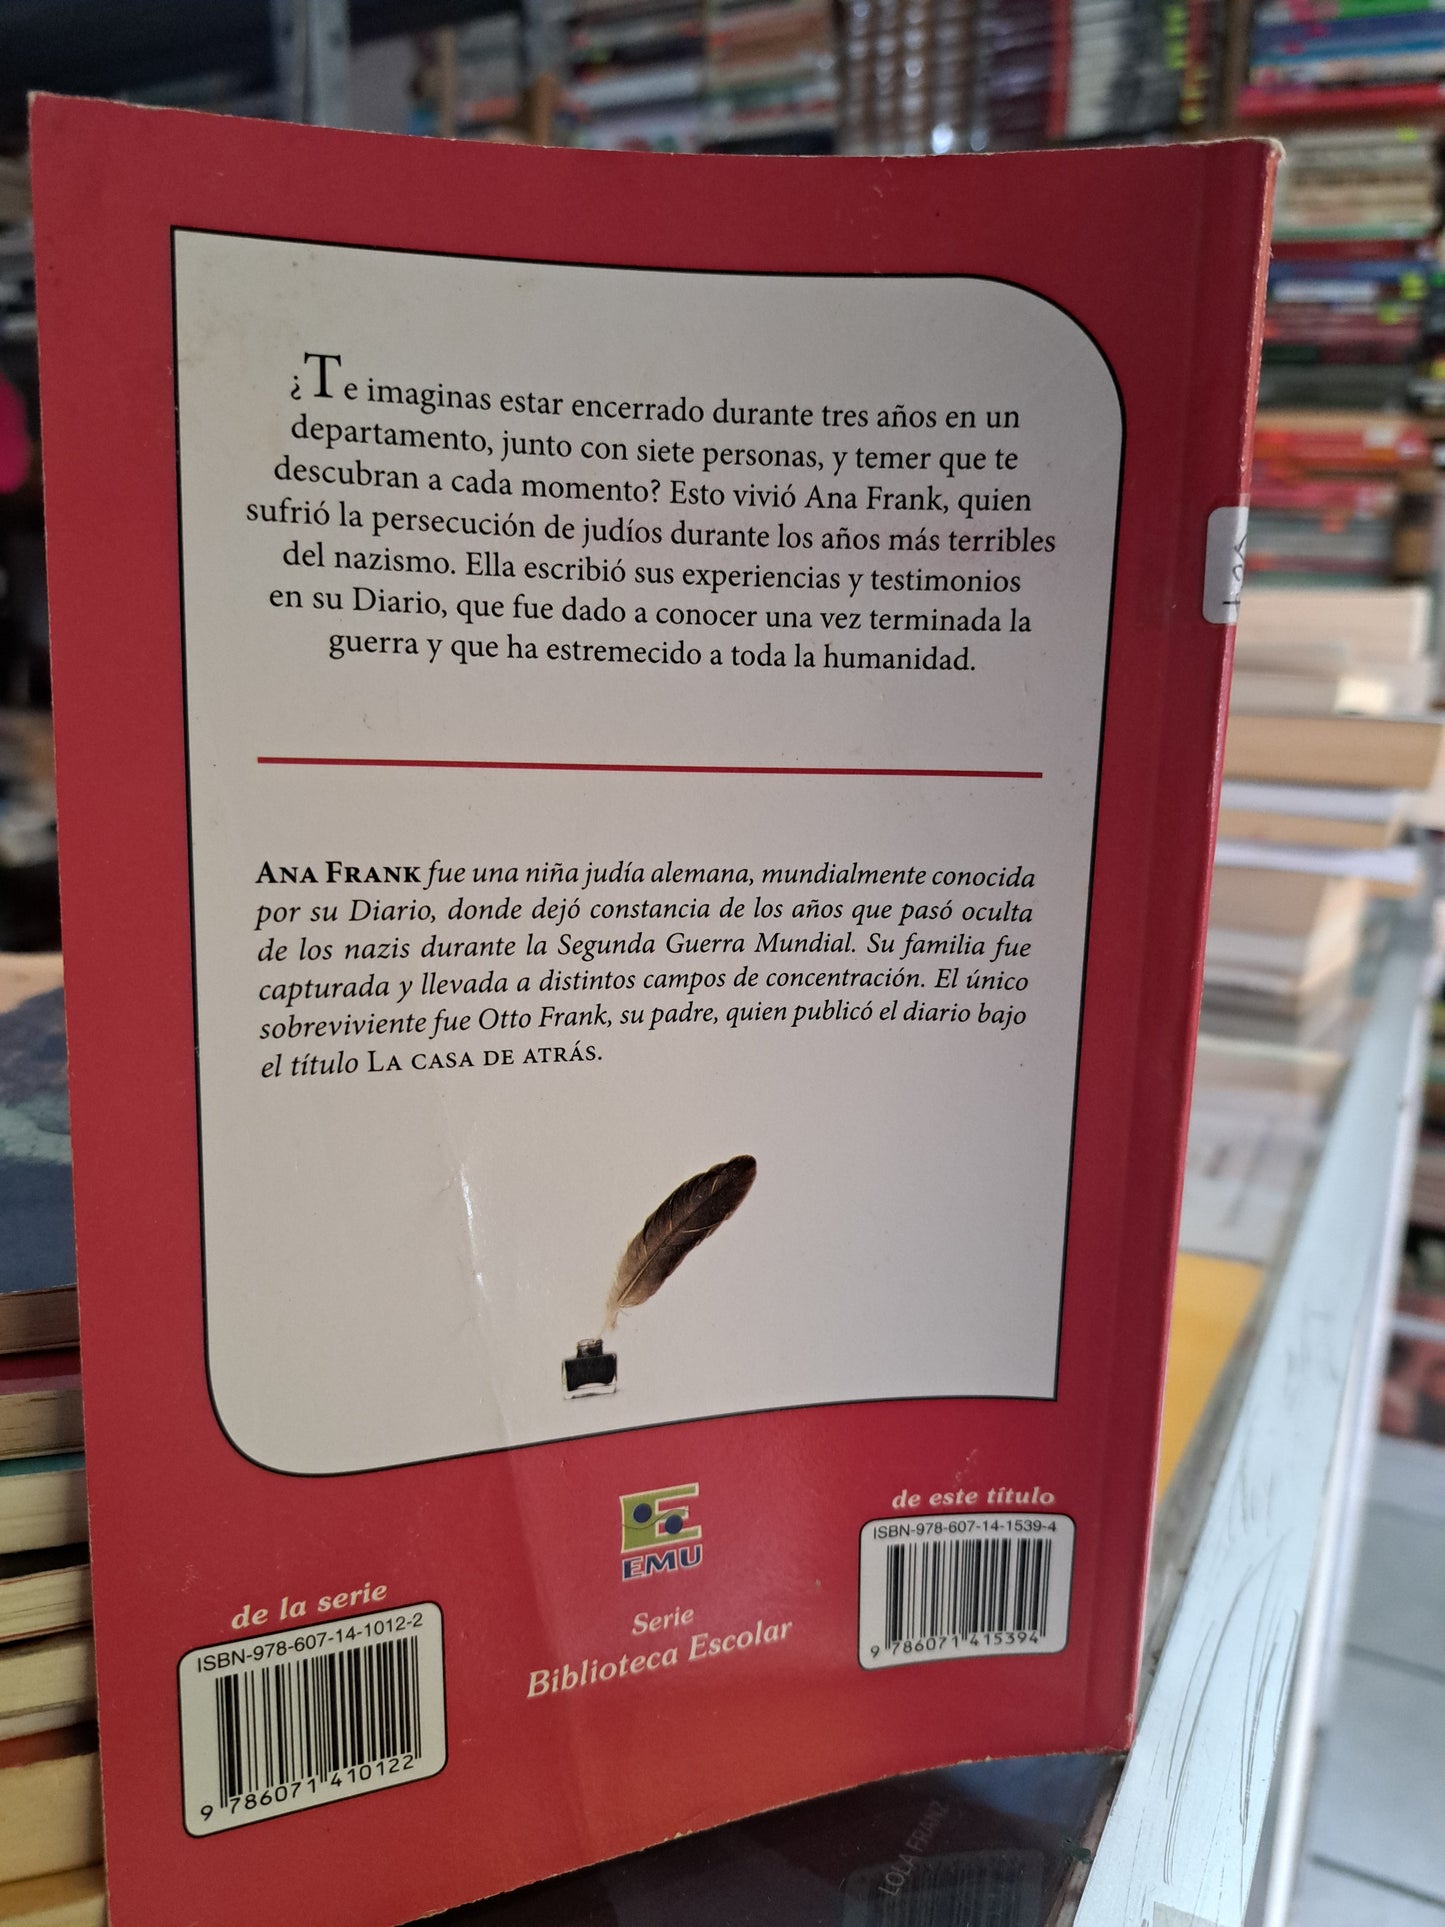 ¿Te imaginas estar encerrado durante tres años en un
departamento, junto con siete personas, y temer que te
descubran a cada momento? Esto vivió Ana Frank, quien
sufrió la persecución de judíos durante los años más terribles
del nazismo. Ella escribió sus experiencias y testimonios
en su Diario, que fue dado a conocer una vez terminada la
guerra y que ha estremecido a toda la humanidad.
ANA FRANK fue una niña judía alemana, mundialmente conocida
por su Diario, donde dejó constancia de los años que pasó oculta
de los nazis durante la Segunda Guerra Mundial. Su familia fue
capturada y llevada a distintos campos de concentración. El único
sobreviviente fue Otto Frank, su padre, quien publicó el diario bajo
el título LA CASA DE ATRÁS.
de la serie
ISBN-978-607-14-1012-2
9 786071 410122
EMU
Serie
Biblioteca Escolar
de este título
ISBN-978-607-14-1539-4
9 786071 415394
LOLA FRANZ